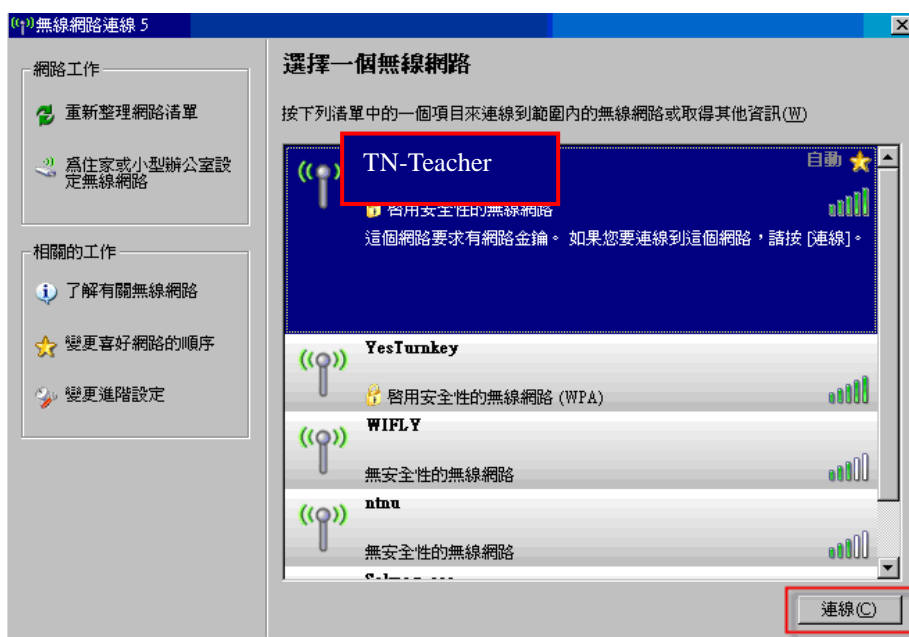 無線網路連線 5
網路工作
重新整理網路清單
為住家或小型辦公室設
定無線網路
相關的工作
了解有關無線網路
變更喜好網路的順序
變更進階設定
選擇一個無線網路
按下列清單中的一個項目來連線到範圍內的無線網路或取得其他資訊(W)
TN-Teacher
自動
啓用安全性的無線網路
這個網路要求有網路金鑰。如果您要連線到這個網路，請按 [連線]。
YesTurnkey
啓用安全性的無線網路 (WPA)
WIFLY
無安全性的無線網路
ntnu
無安全性的無線網路
連線(C)